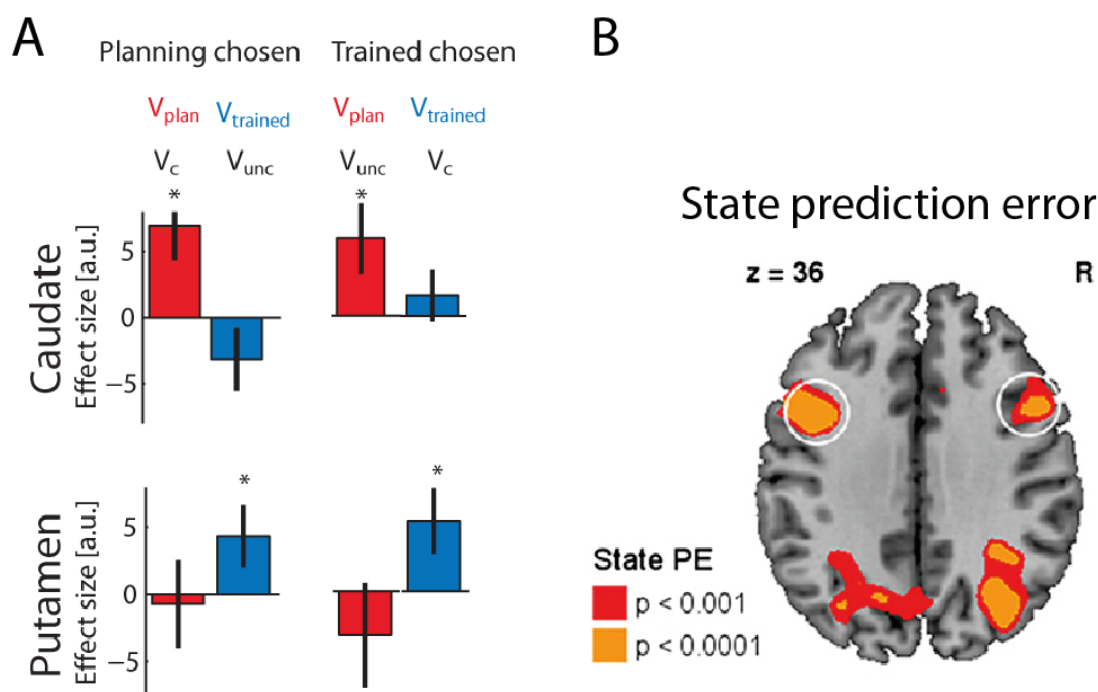 A
Planning chosen Trained chosen
Vplan Vtrained Vplan Vtrained
Vc Vunc Vunc Vc
* *
Caudate
Effect size [a.u.]
5
0
−5
* *
Putamen
Effect size [a.u.]
5
0
−5
B
State prediction error
z = 36 R
State PE
p < 0.001
p < 0.0001